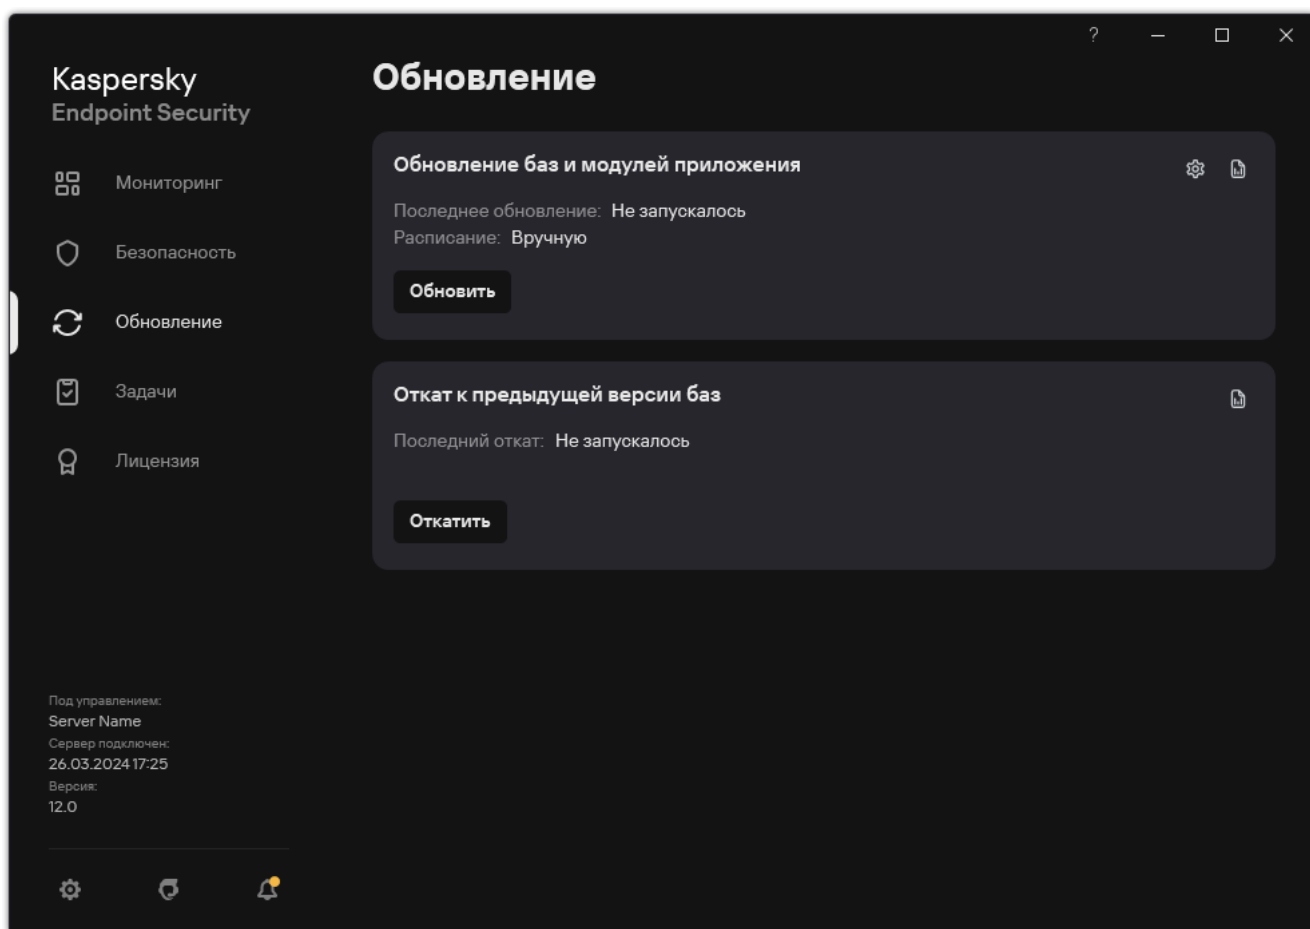 ?
Kaspersky
Endpoint Security
Мониторинг
Безопасность
Обновление
Задачи
Лицензия
Под управлением:
Server Name
Сервер подключен:
26.03.2024 17:25
Версия:
12.0
Обновление
Обновление баз и модулей приложения
Последнее обновление: Не запускалось
Расписание: Вручную
Обновить
Откат к предыдущей версии баз
Последний откат: Не запускалось
Откатить